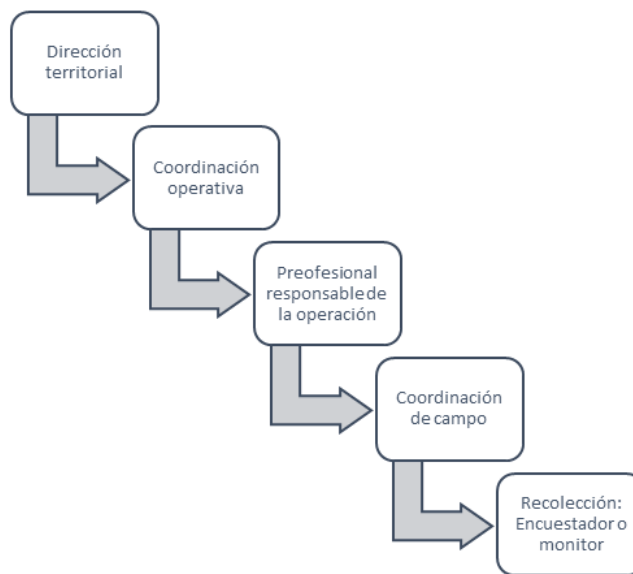 Dirección
territorial
Coordinación
operativa
Preofesional
responsable de
la operación
Coordinación
de campo
Recolección:
Encuestador o
monitor